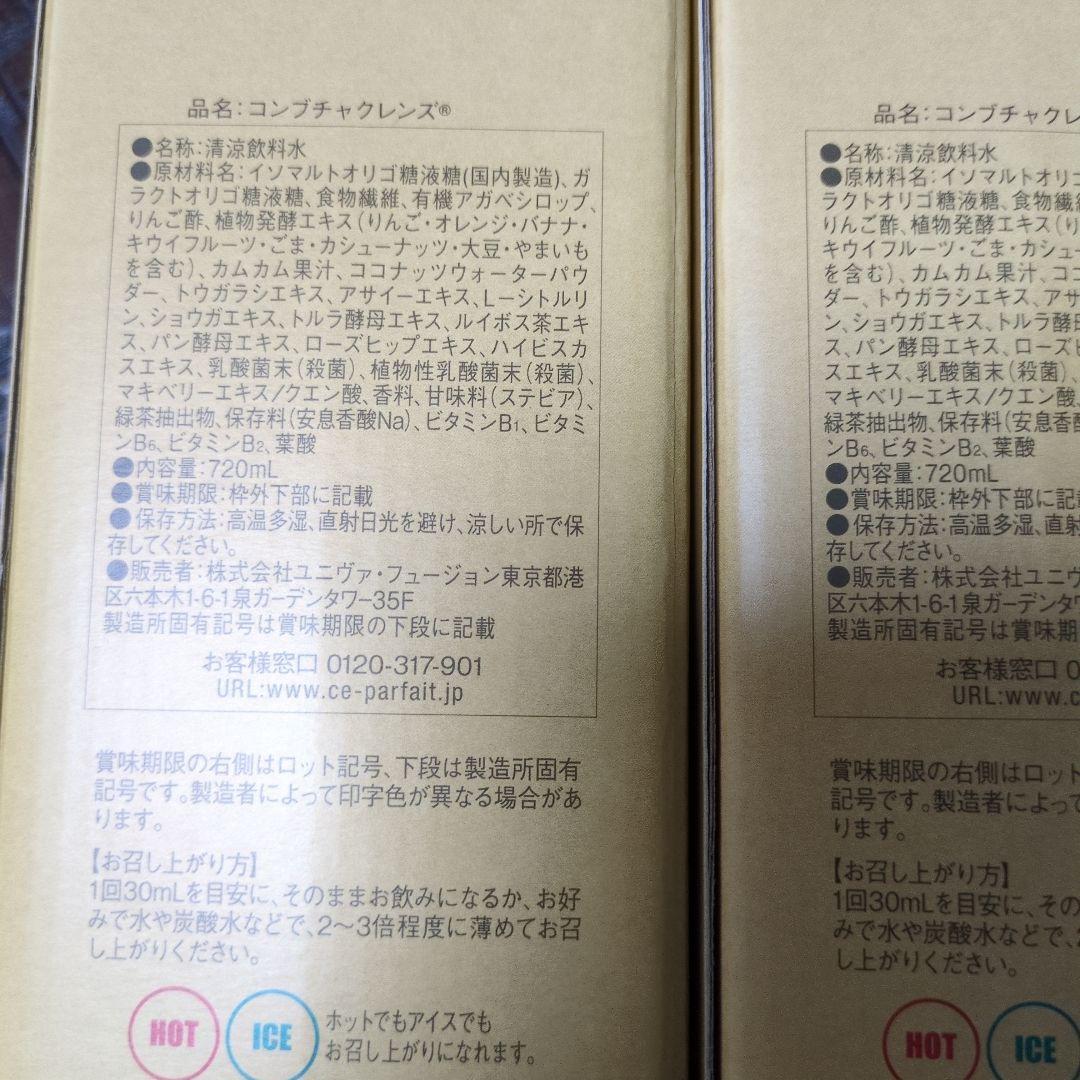 品名:コンブチャクレンズ®
●名称:清涼飲料水
●原材料名:イソマルトオリゴ糖液糖(国内製造)、ガ
ラクトオリゴ糖液糖、食物繊維、有機アガベシロップ、
りんご酢、植物発酵エキス(りんご・オレンジ・バナナ・
キウイフルーツ・ごま・カシューナッツ・大豆・やまいも
を含む)、カムカム果汁、ココナッツウォーターパウ
ダー、トウガラシエキス、アサイーエキス、L-シトルリ
ン、ショウガエキス、トルラ酵母エキス、ルイボス茶エキ
ス、パン酵母エキス、ローズヒップエキス、ハイビスカ
スエキス、乳酸菌末(殺菌)、植物性乳酸菌末(殺菌)、
マキベリーエキス/クエン酸、香料、甘味料(ステビア)、
緑茶抽出物、保存料(安息香酸Na)、ビタミンB1、ビタミ
ンB6、ビタミンB2、葉酸
●内容量:720mL
●賞味期限:枠外下部に記載
●保存方法:高温多湿、直射日光を避け、涼しい所で保
存してください。
●販売者:株式会社ユニヴァ・フュージョン東京都港
区六本木1-6-1泉ガーデンタワー35F
製造所固有記号は賞味期限の下段に記載
お客様窓口 0120-317-901
URL:www.ce-parfait.jp
賞味期限の右側はロット記号、下段は製造所固有
記号です。製造者によって印字色が異なる場合があ
ります。
【お召し上がり方】
1回30mLを目安に、そのままお飲みになるか、お好
みで水や炭酸水などで、2〜3倍程度に薄めてお召
し上がりください。
HOT
ICE
ホットでもアイスでも
お召し上がりになれます。
品名:コンブチャクレ
●名称:清涼飲料水
●原材料名:イソマルトオリゴ
ラクトオリゴ糖液糖、食物繊
りんご酢、植物発酵エキス(り
キウイフルーツ・ごま・カシュー
を含む)、カムカム果汁、ココ
ダー、トウガラシエキス、アサ
ン、ショウガエキス、トルラ酵
ス、パン酵母エキス、ローズヒ
スエキス、乳酸菌末(殺菌)、
マキベリーエキス/クエン酸、
緑茶抽出物、保存料(安息香酸
ンB6、ビタミンB2、葉酸
●内容量:720mL
●賞味期限:枠外下部に記
●保存方法:高温多湿、直射
存してください。
●販売者:株式会社ユニヴ
区六本木1-6-1泉ガーデンタワ
製造所固有記号は賞味期
お客様窓口 0
URL:www.c
賞味期限の右側はロット
記号です。製造者によって
ります。
【お召し上がり方】
1回30mLを目安に、その
みで水や炭酸水などで、2
し上がりください。
HOT
ICE